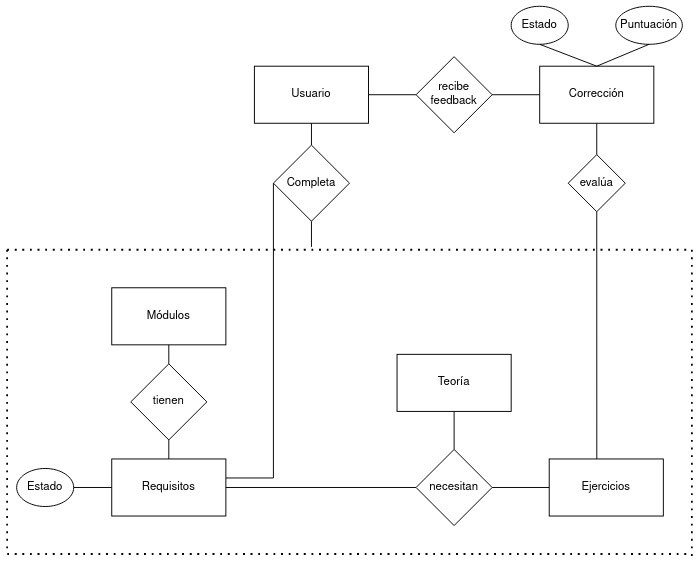 Estado
Puntuación
Usuario
recibe
feedback
Corrección
Completa
evalúa
Módulos
Teoría
tienen
Estado
Requisitos
necesitan
Ejercicios